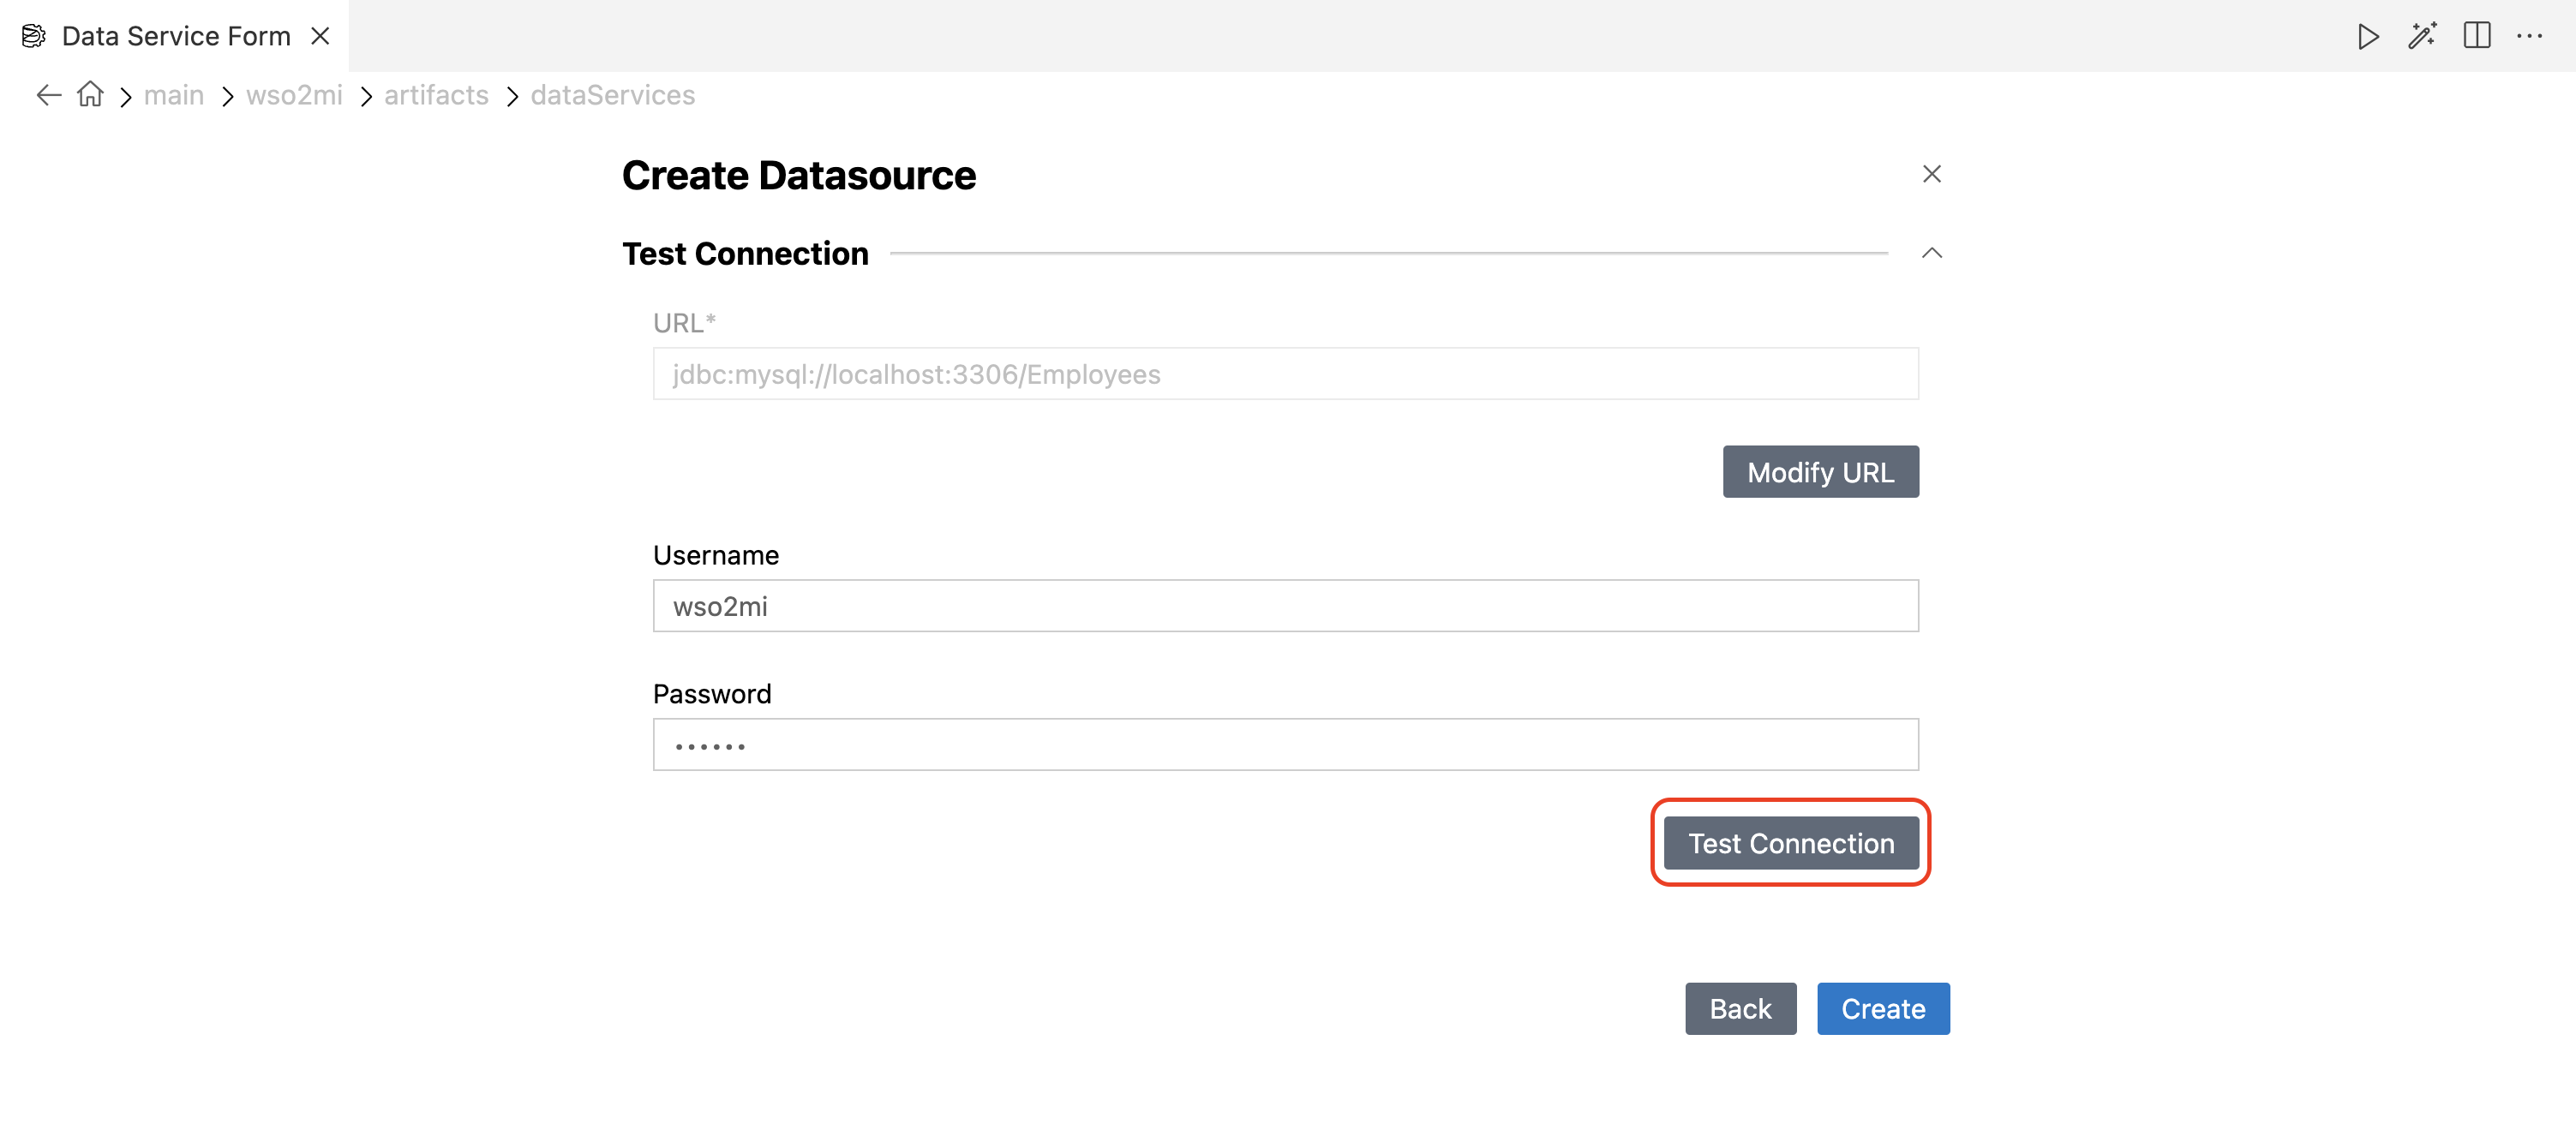 Data Service Form
main wso2mi artifacts dataServices
Create Datasource
Test Connection
URL*
jdbc:mysql://localhost:3306/Employees
Modify URL
Username
wso2mi
Password
••••••
Test Connection
Back Create